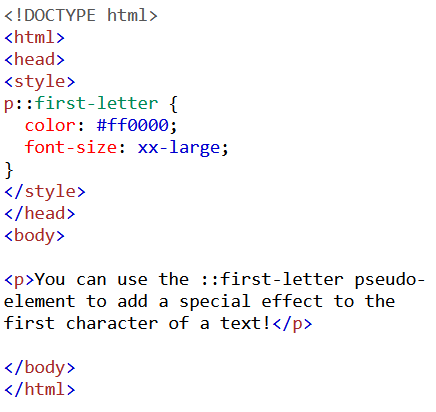 <!DOCTYPE html>
<html>
<head>
<style>
p::first-letter {
  color: #ff0000;
  font-size: xx-large;
}
</style>
</head>
<body>

<p>You can use the ::first-letter pseudo-
element to add a special effect to the
first character of a text!</p>

</body>
</html>